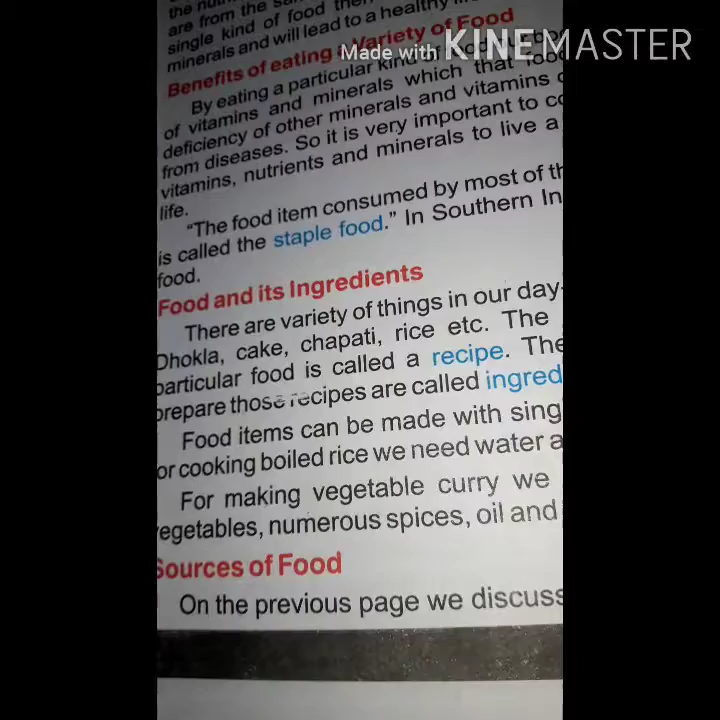 are from the
single kind of food
minerals and will lead to a healthy
Benefits of eating a Variety of Food
Made with KINEMASTER
By eating a particular kind of
of vitamins and minerals which that food
deficiency of other minerals and vitamins
from diseases. So it is very important to
vitamins, nutrients and minerals to live a
life.
"The food item consumed by most of
is called the staple food." In Southern In
food.
Food and its Ingredients
There are variety of things in our day-
Dhokla, cake, chapati, rice etc. The
particular food is called a recipe. The
prepare those recipes are called ingred
Food items can be made with sing
or cooking boiled rice we need water a
For making vegetable curry we
egetables, numerous spices, oil and
Sources of Food
On the previous page we discuss